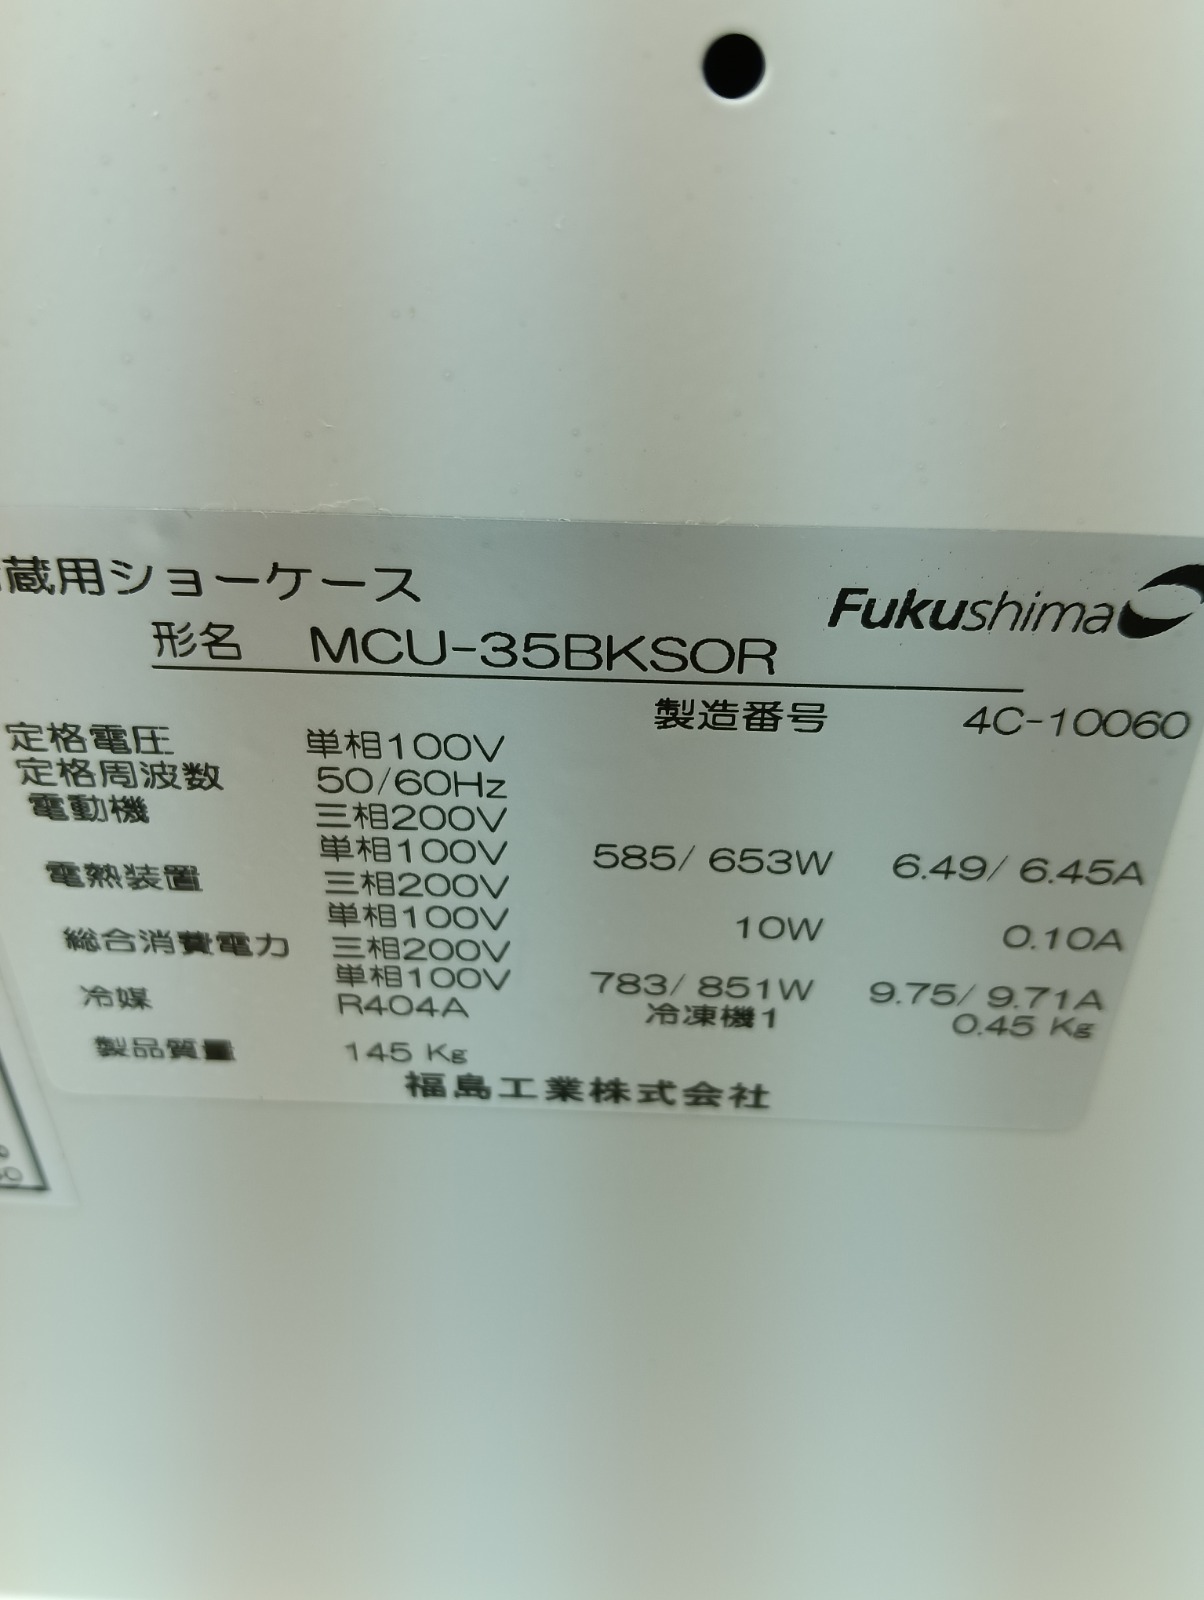 蔵用ショーケース
Fukushima
形名 MCU-35BKSOR
製造番号 4C-10060
定格電圧 単相100V
定格周波数 50/60Hz
電動機 三相200V
単相100V 585/ 653W 6.49/ 6.45A
電熱装置 三相200V
単相100V 10W 0.10A
総合消費電力 三相200V
単相100V 783/ 851W 9.75/ 9.71A
冷媒 R404A 冷凍機1 0.45 Kg
製品質量 145 Kg
福島工業株式会社